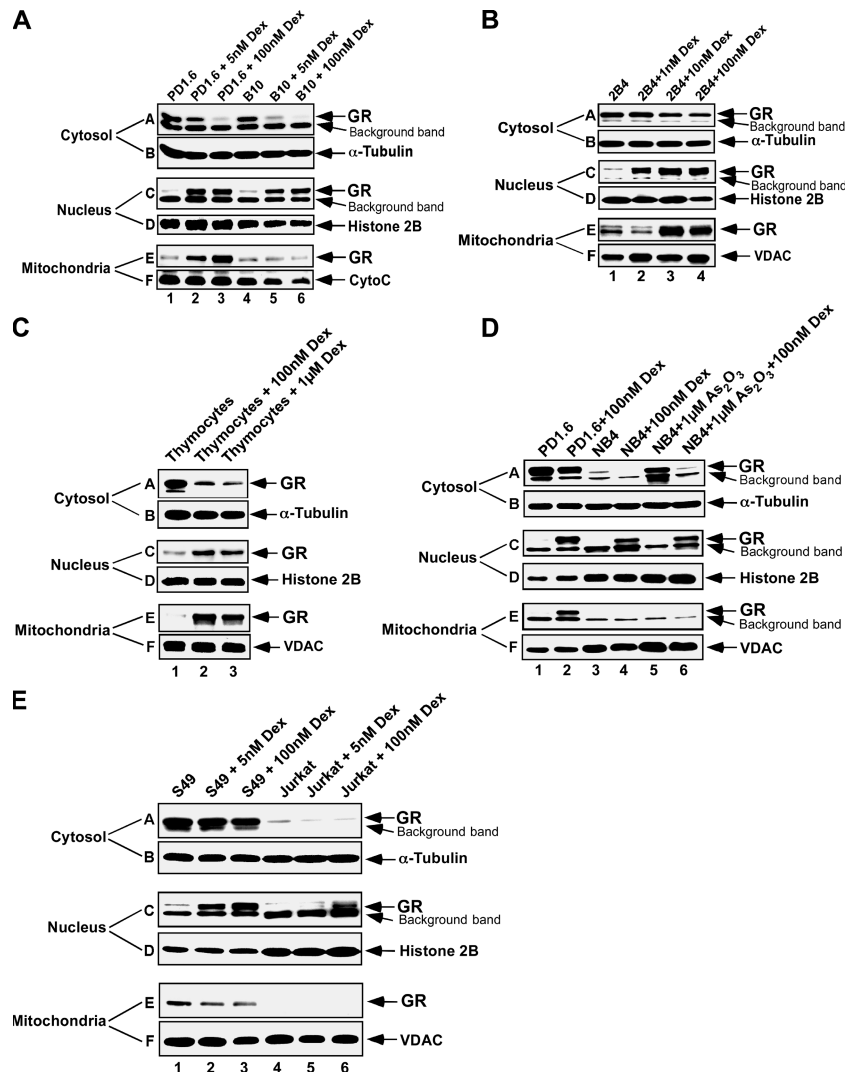 A
PD1.6
PD1.6 + 5nM Dex
PD1.6 + 100nM Dex
B10
B10 + 5nM Dex
B10 + 100nM Dex
Cytosol
A
GR
Background band
B
α-Tubulin
Nucleus
C
GR
Background band
D
Histone 2B
Mitochondria
E
GR
F
CytoC
1 2 3 4 5 6
B
2B4
2B4+1nM Dex
2B4+10nM Dex
2B4+100nM Dex
Cytosol
A
GR
Background band
B
α-Tubulin
Nucleus
C
GR
Background band
D
Histone 2B
Mitochondria
E
GR
F
VDAC
1 2 3 4
C
Thymocytes
Thymocytes + 100nM Dex
Thymocytes + 1µM Dex
Cytosol
A
GR
B
α-Tubulin
Nucleus
C
GR
D
Histone 2B
Mitochondria
E
GR
F
VDAC
1 2 3
D
PD1.6
PD1.6+100nM Dex
NB4
NB4+100nM Dex
NB4+1µM As2O3
NB4+1µM As2O3+100nM Dex
Cytosol
A
GR
Background band
B
α-Tubulin
Nucleus
C
GR
Background band
D
Histone 2B
Mitochondria
E
GR
Background band
F
VDAC
1 2 3 4 5 6
E
S49
S49 + 5nM Dex
S49 + 100nM Dex
Jurkat
Jurkat + 5nM Dex
Jurkat + 100nM Dex
Cytosol
A
GR
Background band
B
α-Tubulin
Nucleus
C
GR
Background band
D
Histone 2B
Mitochondria
E
GR
F
VDAC
1 2 3 4 5 6